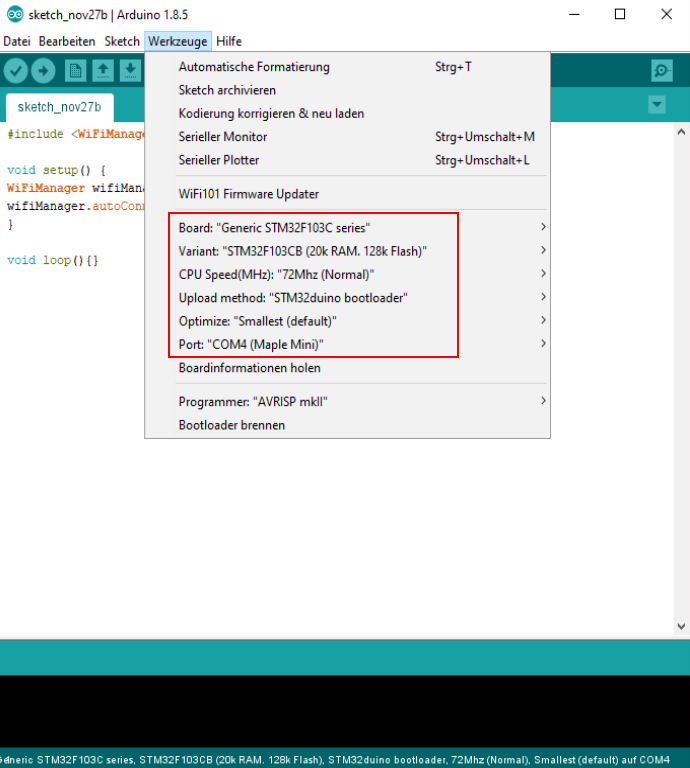 sketch_nov27b | Arduino 1.8.5
Datei Bearbeiten Sketch Werkzeuge Hilfe
Automatische Formatierung Strg+T
Sketch archivieren
Kodierung korrigieren & neu laden
Serieller Monitor Strg+Umschalt+M
Serieller Plotter Strg+Umschalt+L
WiFi101 Firmware Updater
Board: "Generic STM32F103C series"
Variant: "STM32F103CB (20k RAM. 128k Flash)"
CPU Speed(MHz): "72Mhz (Normal)"
Upload method: "STM32duino bootloader"
Optimize: "Smallest (default)"
Port: "COM4 (Maple Mini)"
Boardinformationen holen
Programmer: "AVRISP mkII"
Bootloader brennen
sketch_nov27b
#include <WiFiManage
void setup() {
WiFiManager wifiMana
wifiManager.autoConn
}
void loop(){}
Generic STM32F103C series, STM32F103CB (20k RAM. 128k Flash), STM32duino bootloader, 72Mhz (Normal), Smallest (default) auf COM4